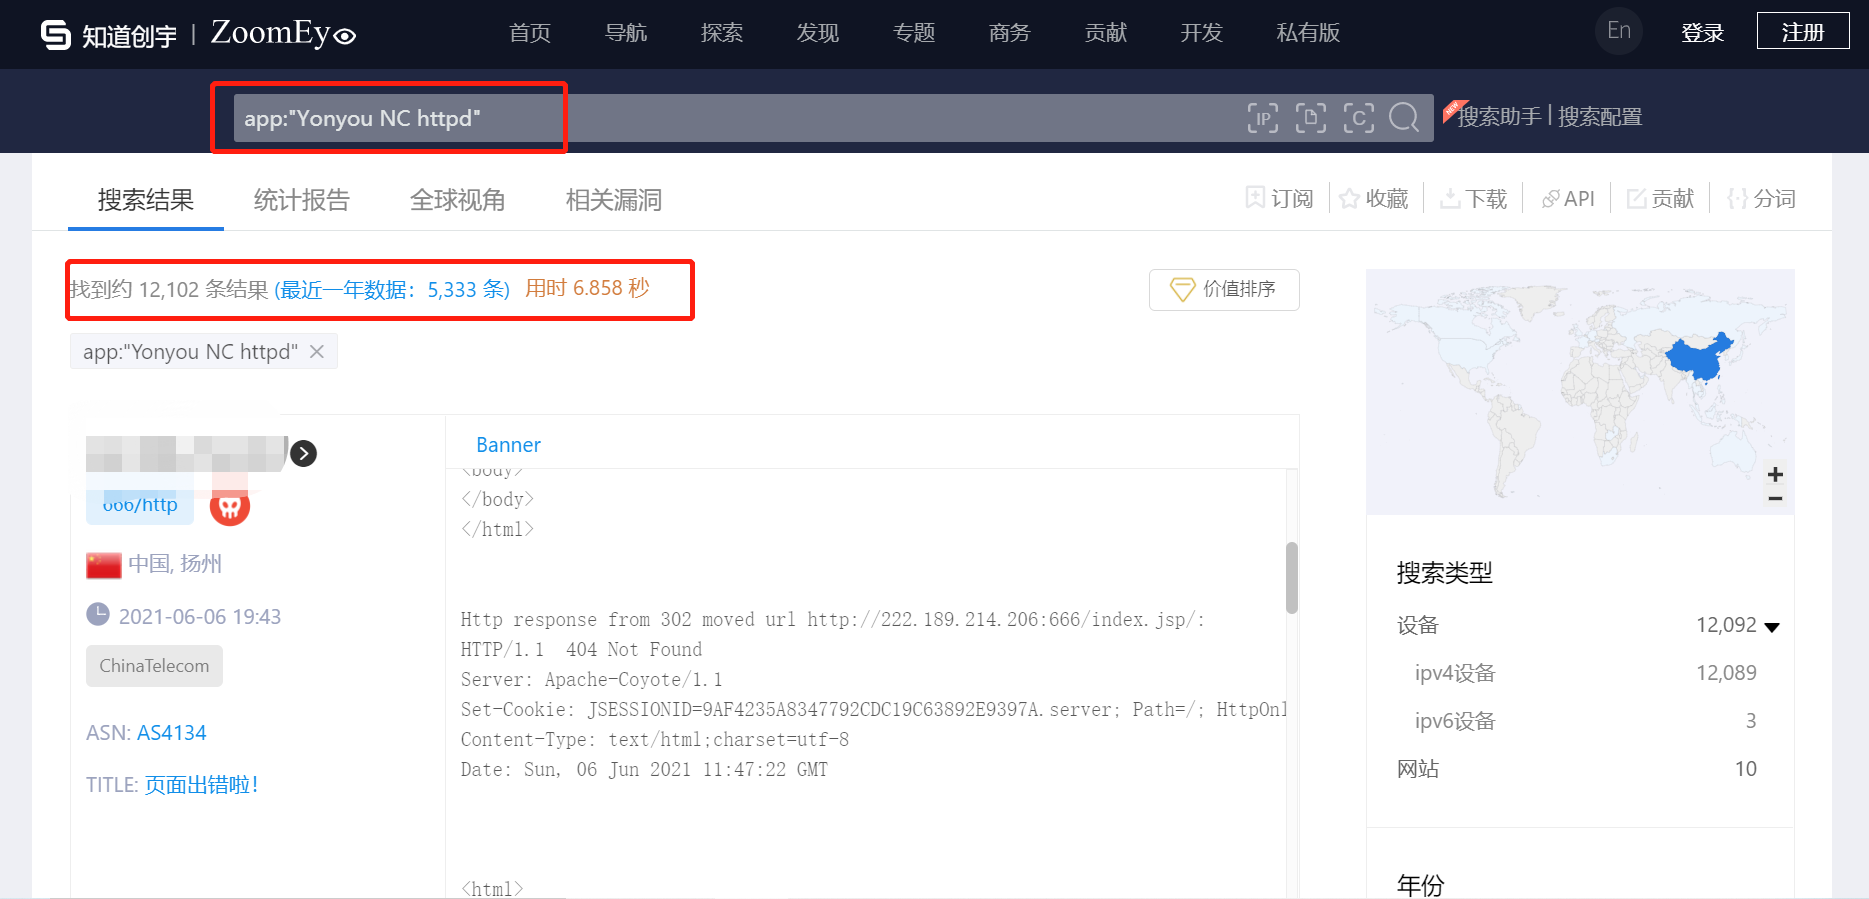 知道创宇 | ZoomEye
首页 导航 探索 发现 专题 商务 贡献 开发 私有版 En 登录 注册
app:"Yonyou NC httpd" IP C NEW 搜索助手 | 搜索配置
搜索结果 统计报告 全球视角 相关漏洞 订阅 收藏 下载 API 贡献 分词
找到约 12,102 条结果 (最近一年数据: 5,333 条) 用时 6.858 秒 价值排序
app:"Yonyou NC httpd" ×
666/http
中国, 扬州
2021-06-06 19:43
ChinaTelecom
ASN: AS4134
TITLE: 页面出错啦!
Banner
<body>
</body>
</html>
Http response from 302 moved url http://222.189.214.206:666/index.jsp/:
HTTP/1.1  404 Not Found
Server: Apache-Coyote/1.1
Set-Cookie: JSESSIONID=9AF4235A8347792CDC19C63892E9397A.server; Path=/; HttpOnl
Content-Type: text/html;charset=utf-8
Date: Sun, 06 Jun 2021 11:47:22 GMT
<html>
+
−
搜索类型
设备 12,092
ipv4设备 12,089
ipv6设备 3
网站 10
年份